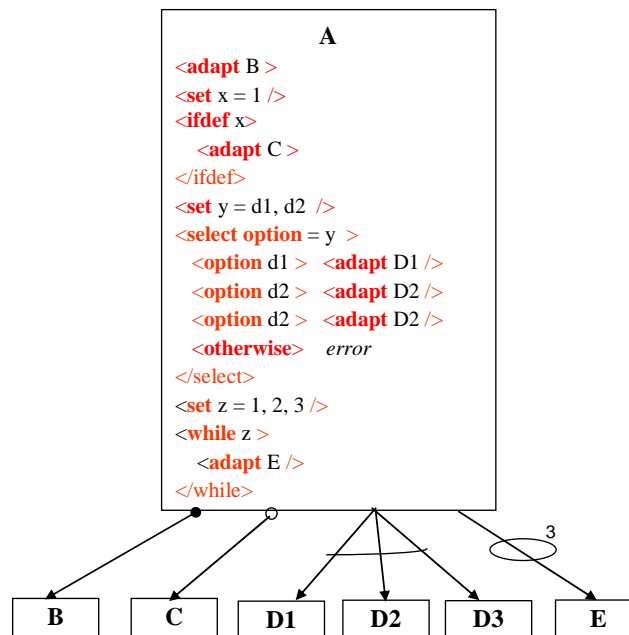 A
<adapt B >
<set x = 1 />
<ifdef x>
<adapt C >
</ifdef>
<set y = d1, d2 />
<select option = y >
<option d1 > <adapt D1 />
<option d2 > <adapt D2 />
<option d2 > <adapt D2 />
<otherwise> error
</select>
<set z = 1, 2, 3 />
<while z >
<adapt E />
</while>
3
B C D1 D2 D3 E